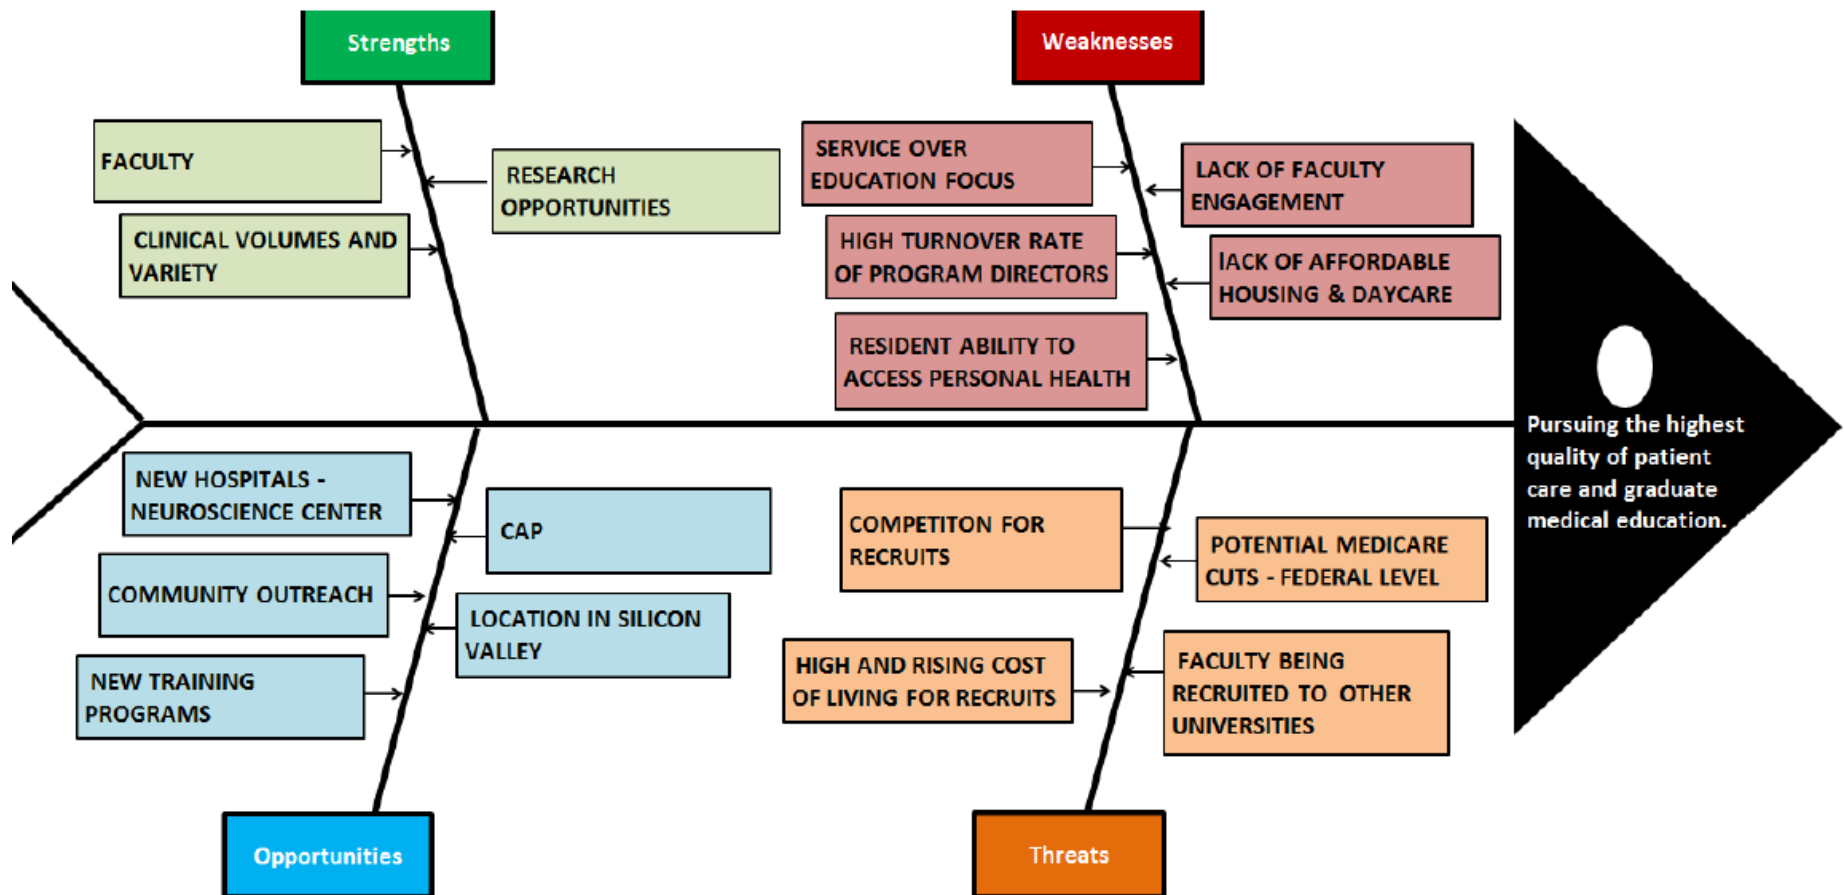 Strengths
Weaknesses
FACULTY
RESEARCH
OPPORTUNITIES
CLINICAL VOLUMES AND
VARIETY
SERVICE OVER
EDUCATION FOCUS
LACK OF FACULTY
ENGAGEMENT
HIGH TURNOVER RATE
OF PROGRAM DIRECTORS
lACK OF AFFORDABLE
HOUSING & DAYCARE
RESIDENT ABILITY TO
ACCESS PERSONAL HEALTH
Pursuing the highest
quality of patient
care and graduate
medical education.
NEW HOSPITALS -
NEUROSCIENCE CENTER
CAP
COMMUNITY OUTREACH
LOCATION IN SILICON
VALLEY
NEW TRAINING
PROGRAMS
COMPETITON FOR
RECRUITS
POTENTIAL MEDICARE
CUTS - FEDERAL LEVEL
HIGH AND RISING COST
OF LIVING FOR RECRUITS
FACULTY BEING
RECRUITED TO OTHER
UNIVERSITIES
Opportunities
Threats